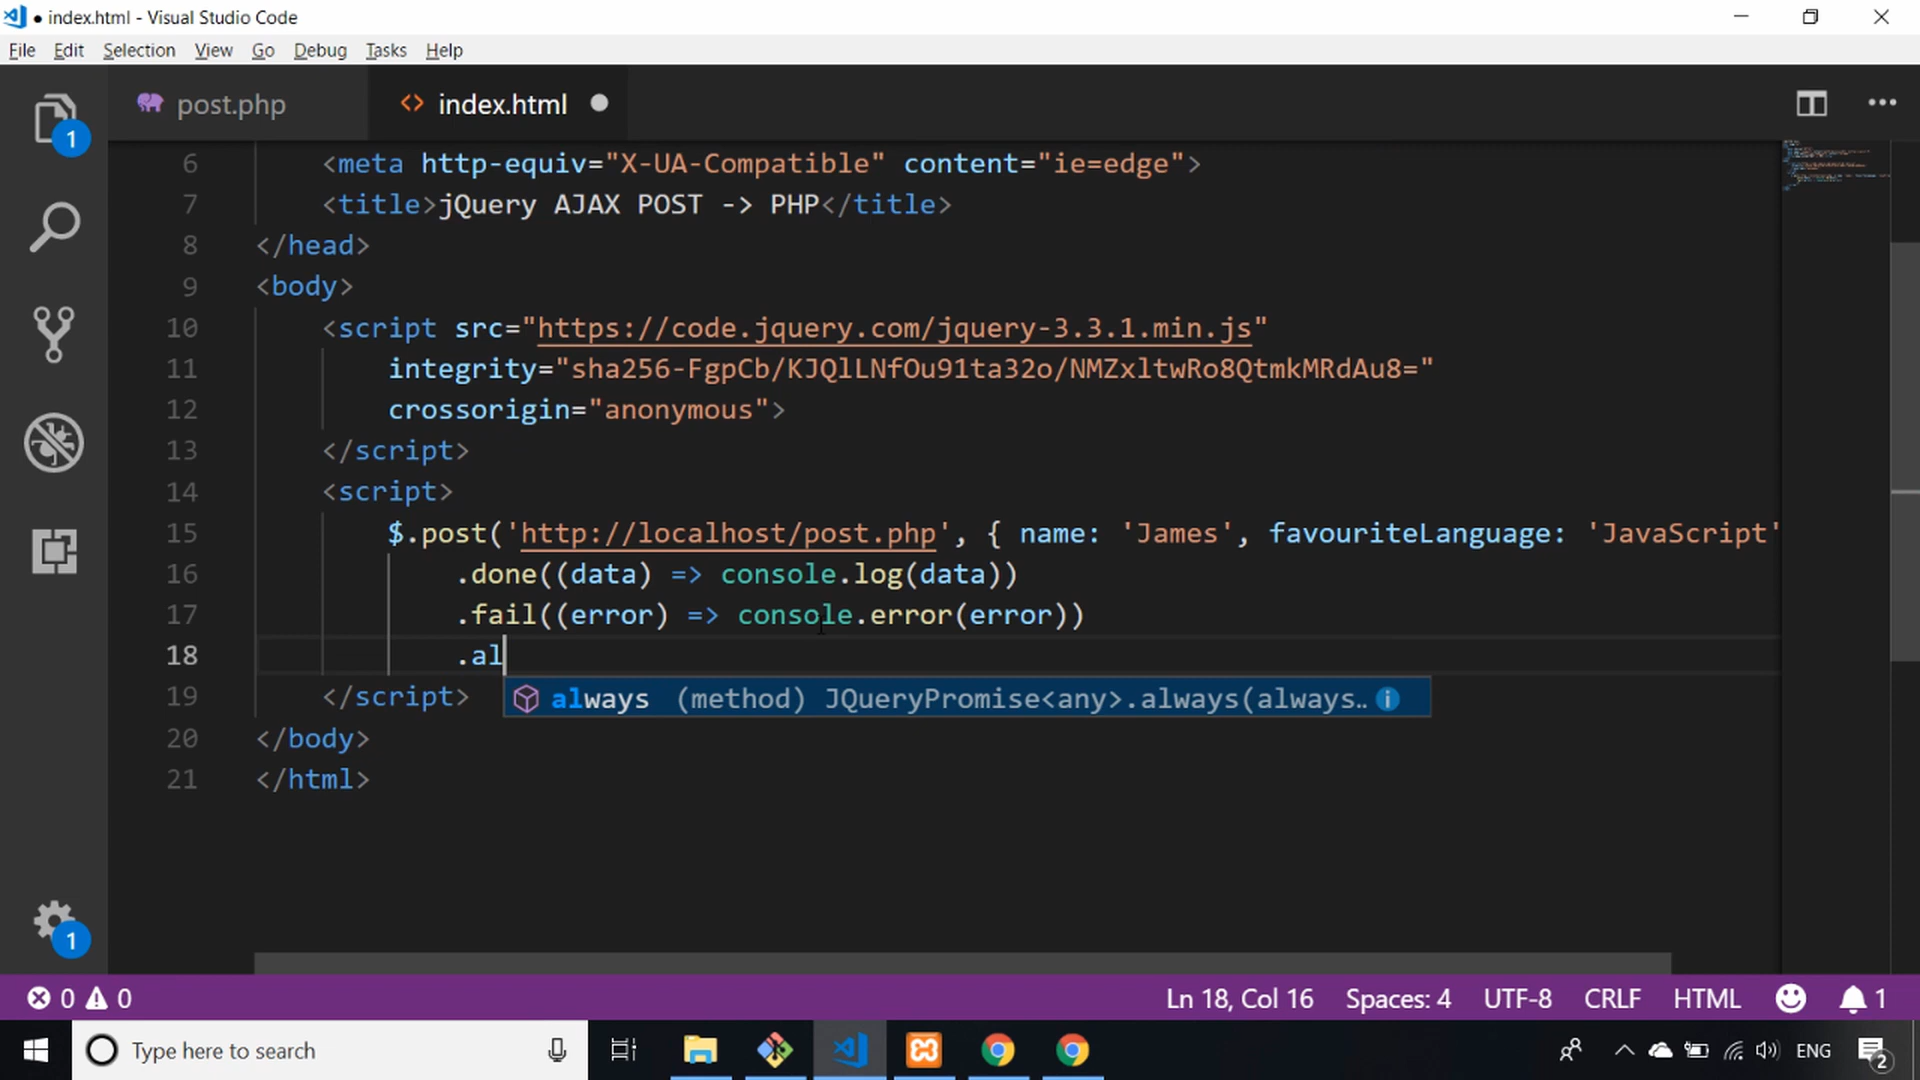 index.html - Visual Studio Code
File Edit Selection View Go Debug Tasks Help
post.php index.html
1
6 <meta http-equiv="X-UA-Compatible" content="ie=edge">
7 <title>jQuery AJAX POST -> PHP</title>
8 </head>
9 <body>
10 <script src="https://code.jquery.com/jquery-3.3.1.min.js"
11 integrity="sha256-FgpCb/KJQlLNfOu91ta32o/NMZxltwRo8QtmkMRdAu8="
12 crossorigin="anonymous">
13 </script>
14 <script>
15 $.post('http://localhost/post.php', { name: 'James', favouriteLanguage: 'JavaScript'
16 .done((data) => console.log(data))
17 .fail((error) => console.error(error))
18 .al
always (method) JQueryPromise<any>.always(always…
19 </script>
20 </body>
21 </html>
1
0 0 Ln 18, Col 16 Spaces: 4 UTF-8 CRLF HTML 1
Type here to search ENG 2